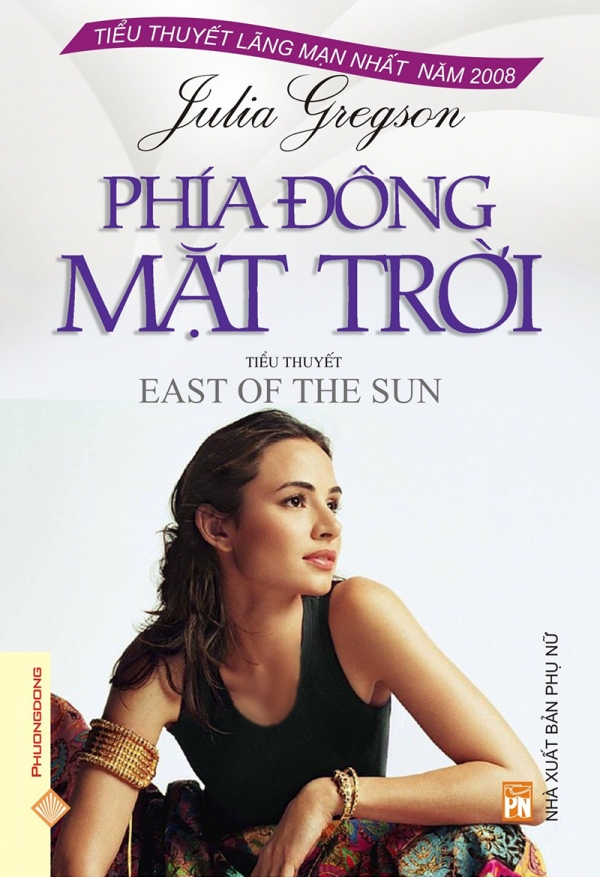 TIỂU THUYẾT LÃNG MẠN NHẤT NĂM 2008
Julia Gregson
PHÍA ĐÔNG
MẶT TRỜI
TIỂU THUYẾT
EAST OF THE SUN
PHUONGDONG
NHÀ XUẤT BẢN PHỤ NỮ
PN